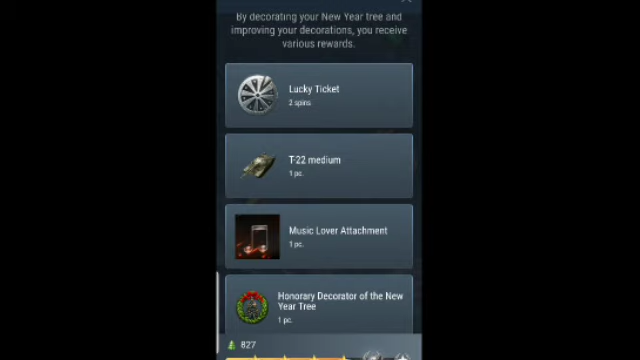 By decorating your New Year tree and
improving your decorations, you receive
various rewards.
Lucky Ticket
2 spins
T-22 medium
1 pc.
Music Lover Attachment
1 pc.
Honorary Decorator of the New
Year Tree
1 pc.
827